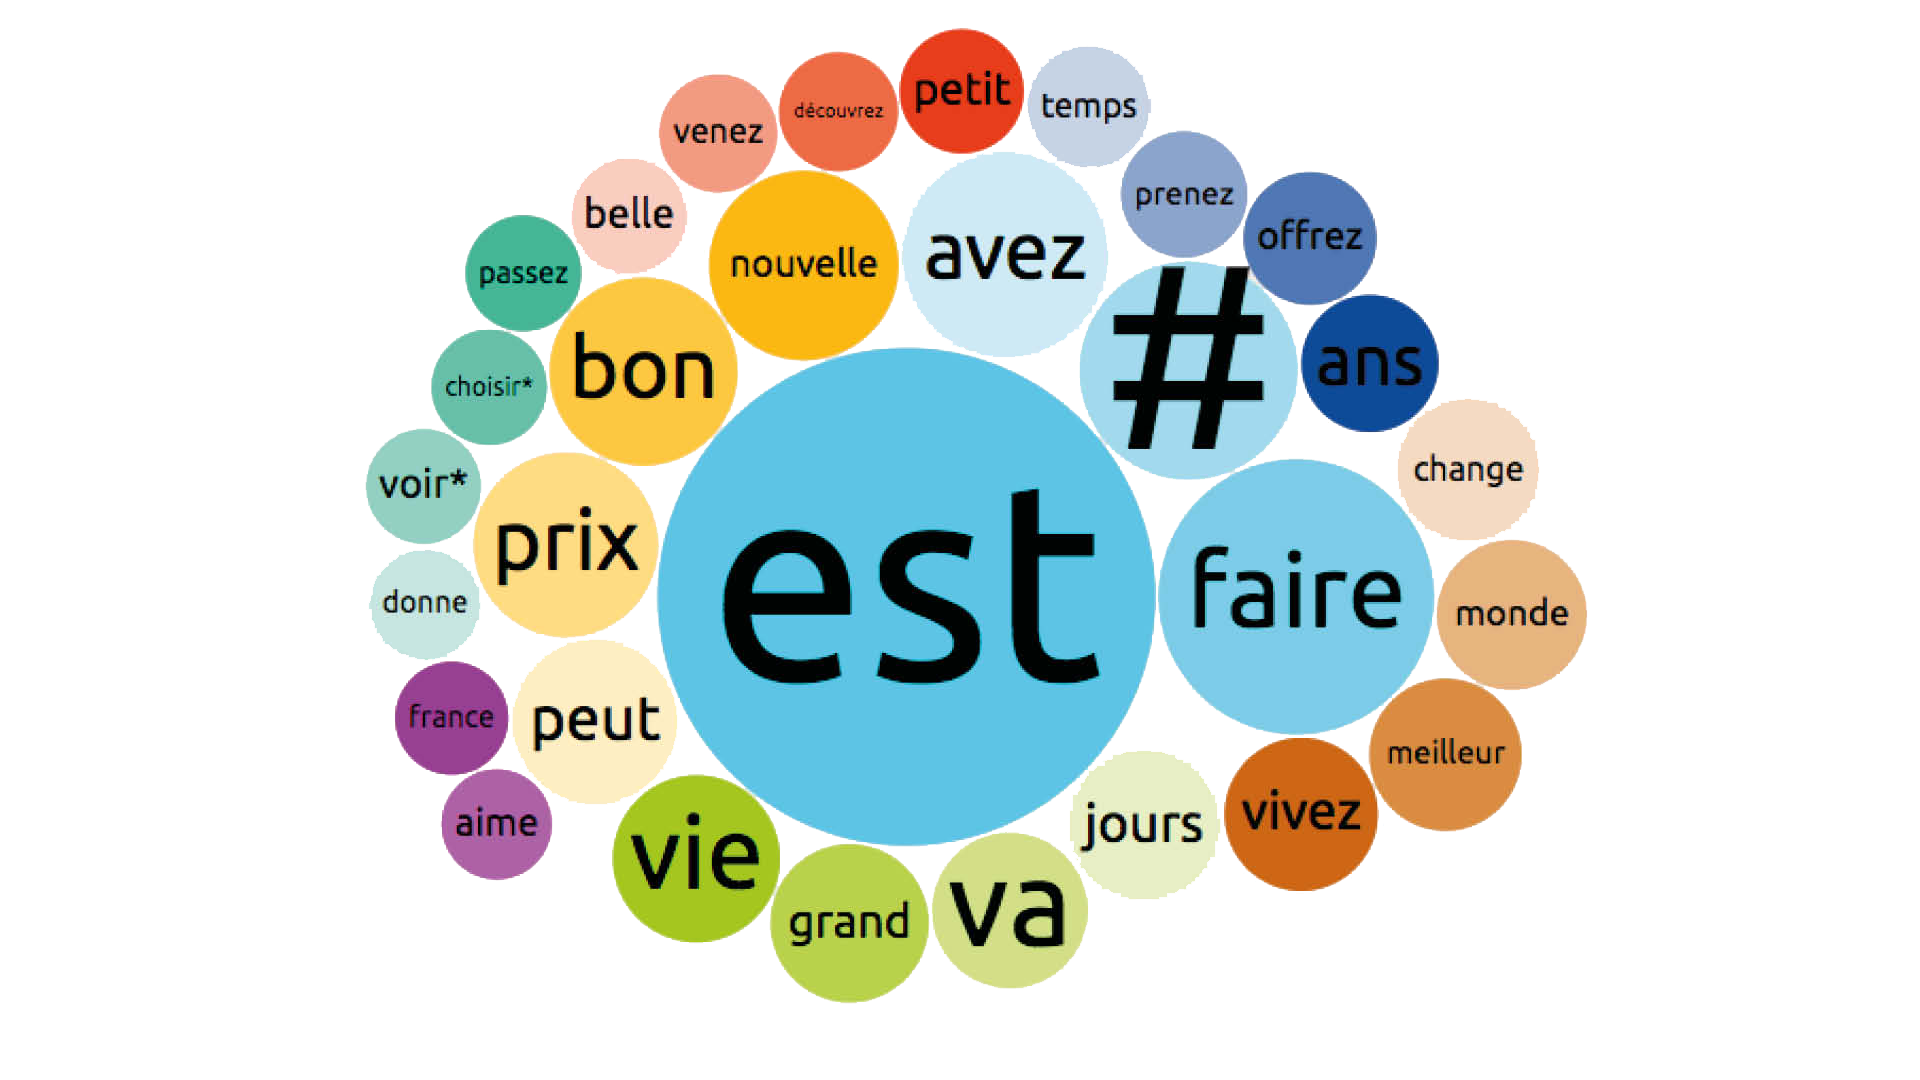 petit
temps
découvrez
venez
prenez
belle
offrez
avez
nouvelle
passez
#
ans
bon
choisir*
change
voir*
prix
est
faire
donne
monde
france
peut
meilleur
aime
vie
jours
vivez
grand
va